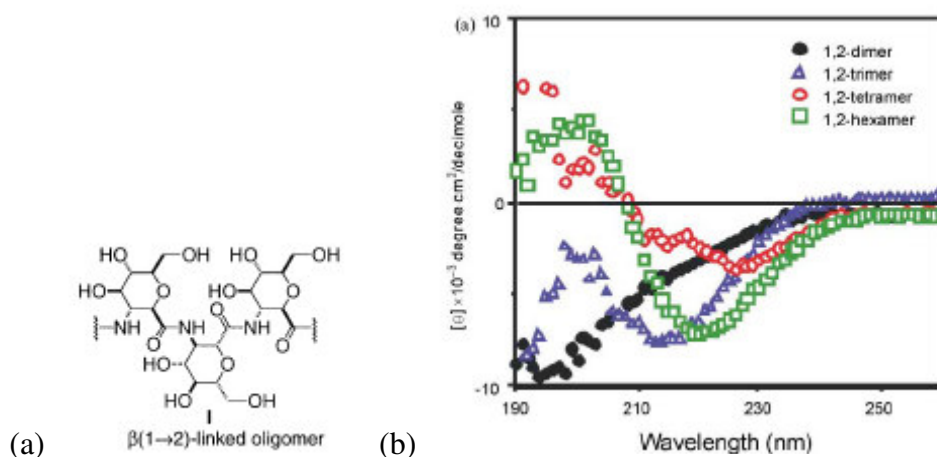 (a)
HO
OH
HO
O
HO
OH
HO
O
NH
O
NH
O
NH
O
O
HO
HO
OH
I
β(1→2)-linked oligomer
(b)
(a)
10
0
-10
[θ]×10⁻³ degree cm²/decimole
1,2-dimer
1,2-trimer
1,2-tetramer
1,2-hexamer
190
210
230
250
Wavelength (nm)